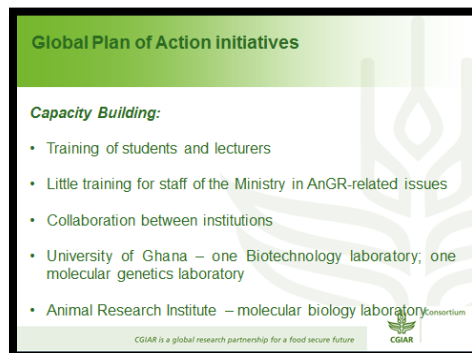 Global Plan of Action initiatives
Capacity Building:
• Training of students and lecturers
• Little training for staff of the Ministry in AnGR-related issues
• Collaboration between institutions
• University of Ghana – one Biotechnology laboratory; one
molecular genetics laboratory
• Animal Research Institute – molecular biology laboratory
Consortium
CGIAR is a global research partnership for a food secure future
CGIAR